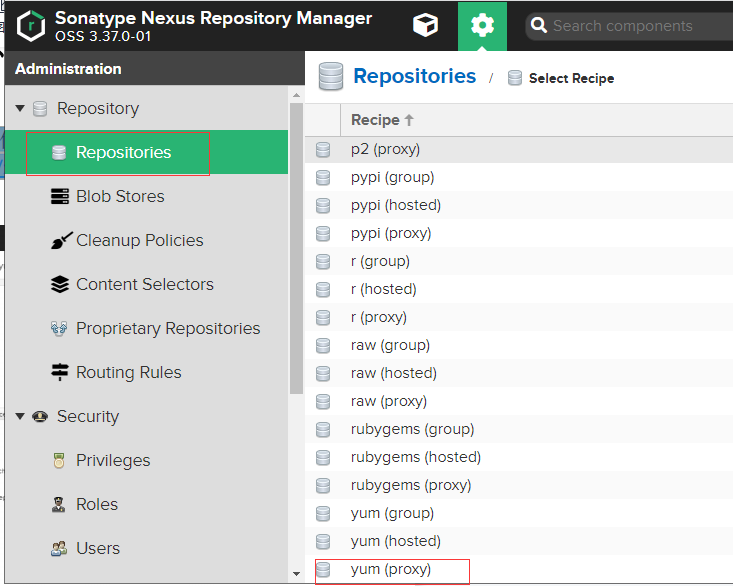 Sonatype Nexus Repository Manager
OSS 3.37.0-01
Search components
Administration
Repository
Repositories
Blob Stores
Cleanup Policies
Content Selectors
Proprietary Repositories
Routing Rules
Security
Privileges
Roles
Users
Repositories / Select Recipe
Recipe
p2 (proxy)
pypi (group)
pypi (hosted)
pypi (proxy)
r (group)
r (hosted)
r (proxy)
raw (group)
raw (hosted)
raw (proxy)
rubygems (group)
rubygems (hosted)
rubygems (proxy)
yum (group)
yum (hosted)
yum (proxy)